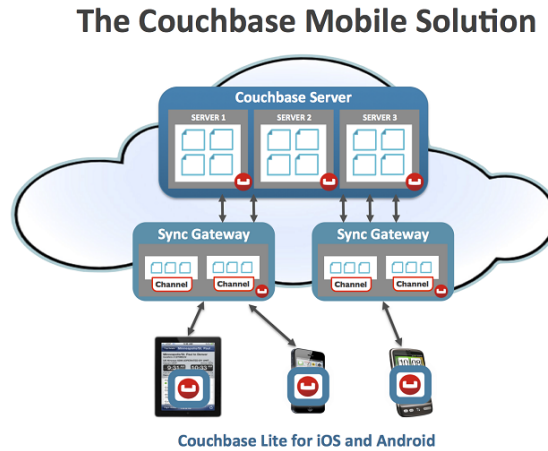 The Couchbase Mobile Solution
Couchbase Server
SERVER 1
SERVER 2
SERVER 3
Sync Gateway
Sync Gateway
Channel
Channel
Channel
Channel
Couchbase Lite for iOS and Android